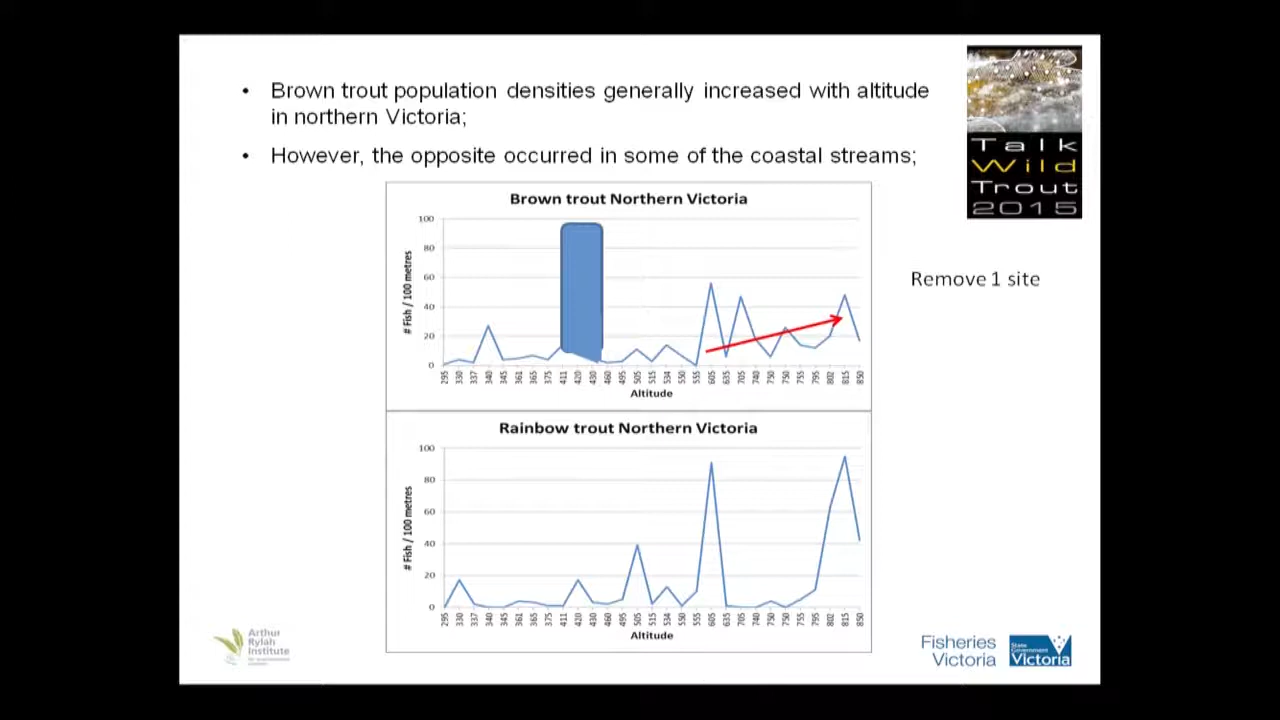 • Brown trout population densities generally increased with altitude
in northern Victoria;
• However, the opposite occurred in some of the coastal streams;
Talk
Wild
Trout
2015
Remove 1 site
Brown trout Northern Victoria
# Fish / 100 metres
100
80
60
40
20
0
295 330 337 340 345 361 365 375 411 420 430 460 495 505 515 534 550 555 605 635 705 740 750 750 755 795 802 815 850
Altitude
Rainbow trout Northern Victoria
# Fish / 100 metres
100
80
60
40
20
0
295 330 337 340 345 361 365 375 411 420 430 460 495 505 515 534 550 555 605 635 705 740 750 750 755 795 802 815 850
Altitude
Arthur
Rylah
Institute
Fisheries
Victoria
State
Government
Victoria